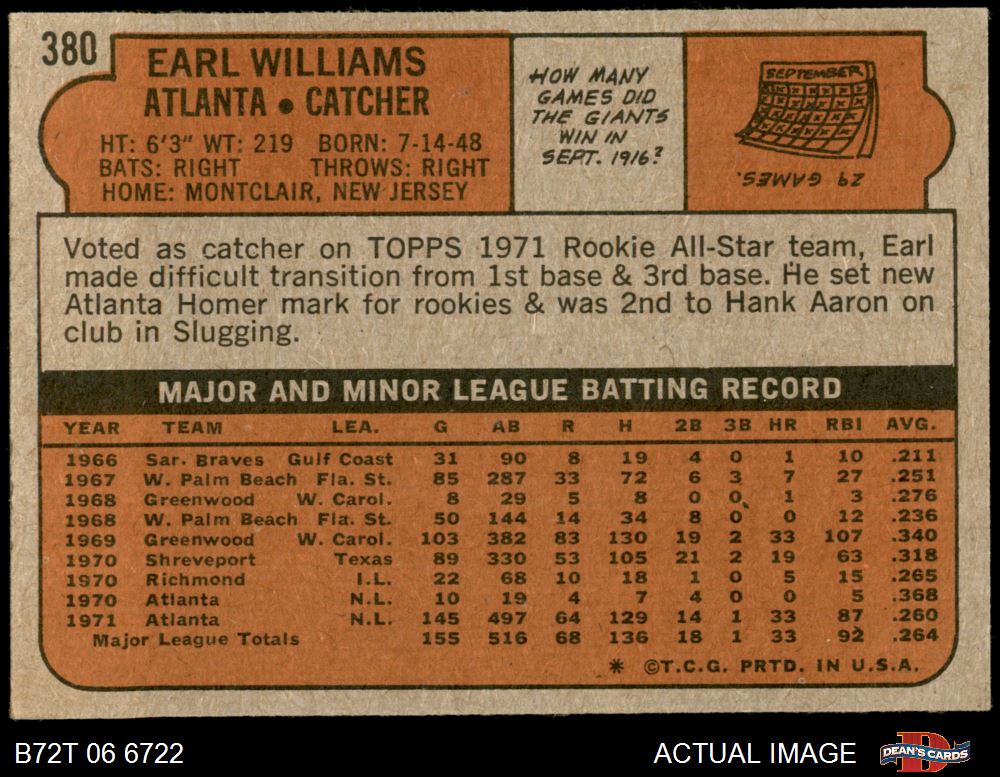 380
EARL WILLIAMS
ATLANTA • CATCHER
HT: 6'3" WT: 219 BORN: 7-14-48
BATS: RIGHT THROWS: RIGHT
HOME: MONTCLAIR, NEW JERSEY
HOW MANY
GAMES DID
THE GIANTS
WIN IN
SEPT. 1916?
SEPTEMBER
29 GAMES.
Voted as catcher on TOPPS 1971 Rookie All-Star team, Earl
made difficult transition from 1st base & 3rd base. He set new
Atlanta Homer mark for rookies & was 2nd to Hank Aaron on
club in Slugging.
MAJOR AND MINOR LEAGUE BATTING RECORD
YEAR TEAM LEA. G AB R H 2B 3B HR RBI AVG.
1966 Sar. Braves Gulf Coast 31 90 8 19 4 0 1 10 .211
1967 W. Palm Beach Fla. St. 85 287 33 72 6 3 7 27 .251
1968 Greenwood W. Carol. 8 29 5 8 0 0 1 3 .276
1968 W. Palm Beach Fla. St. 50 144 14 34 8 0 0 12 .236
1969 Greenwood W. Carol. 103 382 83 130 19 2 33 107 .340
1970 Shreveport Texas 89 330 53 105 21 2 19 63 .318
1970 Richmond I.L. 22 68 10 18 1 0 5 15 .265
1970 Atlanta N.L. 10 19 4 7 4 0 0 5 .368
1971 Atlanta N.L. 145 497 64 129 14 1 33 87 .260
Major League Totals 155 516 68 136 18 1 33 92 .264
* ©T.C.G. PRTD. IN U.S.A.
B72T 06 6722
ACTUAL IMAGE
DEAN'S CARDS